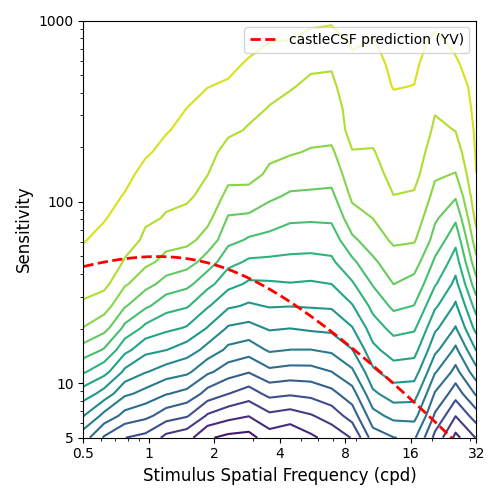 castleCSF prediction (YV)
1000
100
10
5
Sensitivity
0.5 1 2 4 8 16 32
Stimulus Spatial Frequency (cpd)